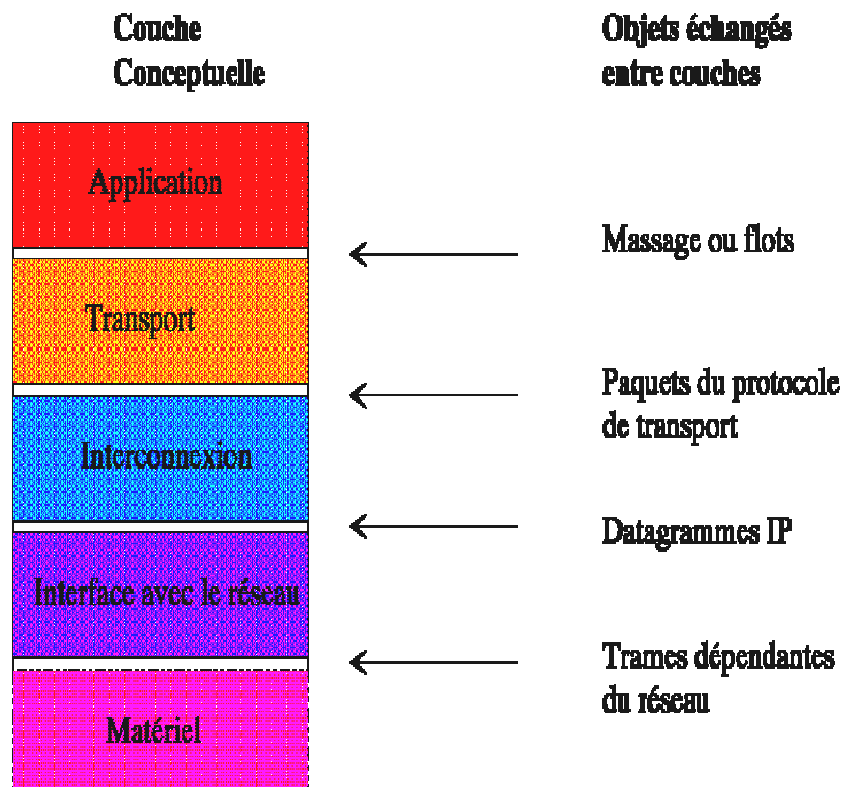 Couche
Conceptuelle
Objets échangés
entre couches
Application
Massage ou flots
Transport
Paquets du protocole
de transport
Interconnexion
Datagrammes IP
Interface avec le réseau
Trames dépendantes
du réseau
Matériel